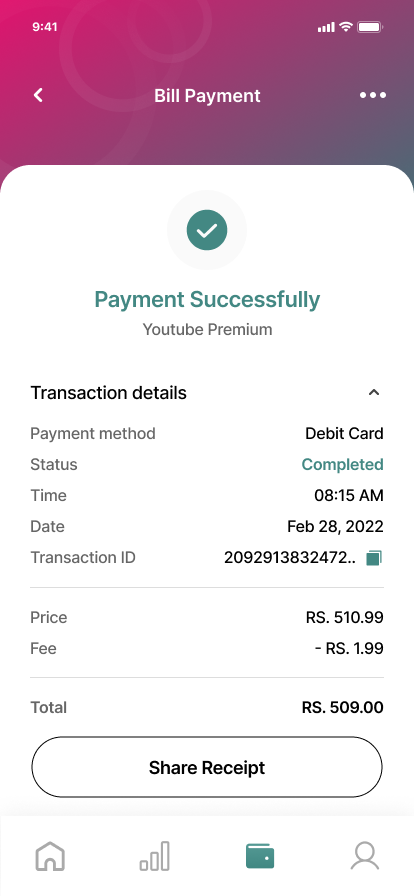 9:41
Bill Payment
Payment Successfully
Youtube Premium
Transaction details
Payment method Debit Card
Status Completed
Time 08:15 AM
Date Feb 28, 2022
Transaction ID 2092913832472..
Price RS. 510.99
Fee - RS. 1.99
Total RS. 509.00
Share Receipt